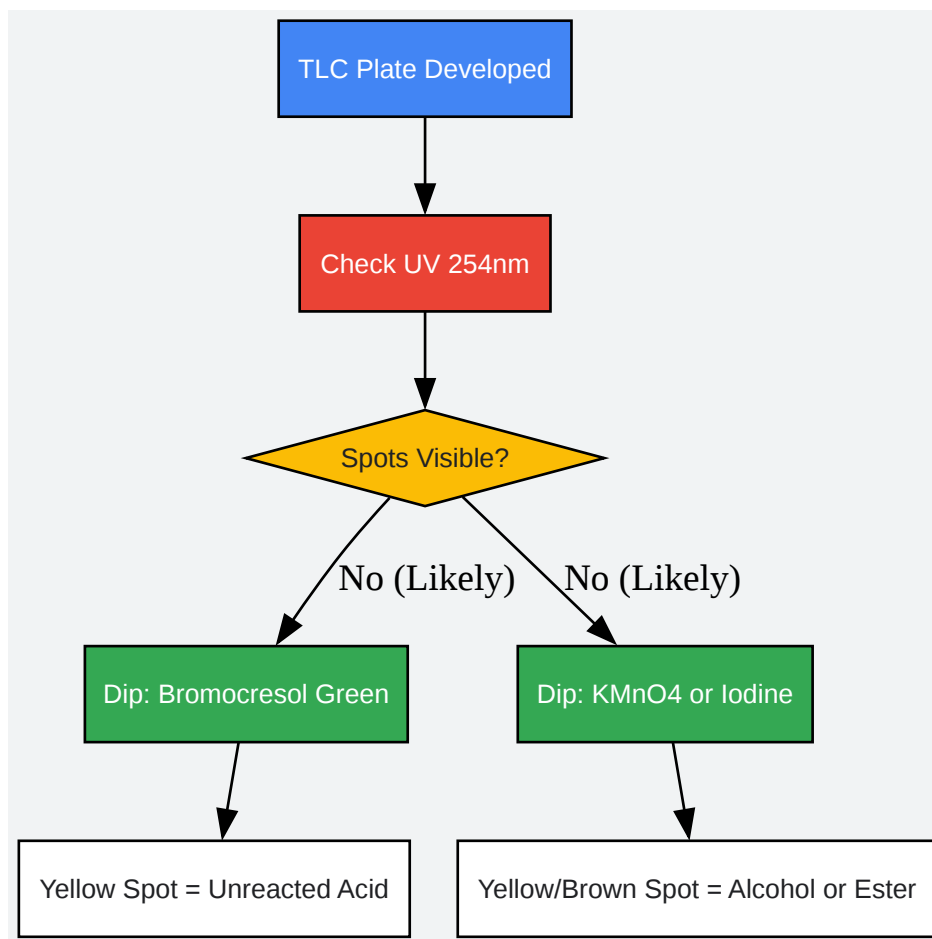 TLC Plate Developed
Check UV 254nm
Spots Visible?
No (Likely)
No (Likely)
Dip: Bromocresol Green
Dip: KMnO4 or Iodine
Yellow Spot = Unreacted Acid
Yellow/Brown Spot = Alcohol or Ester